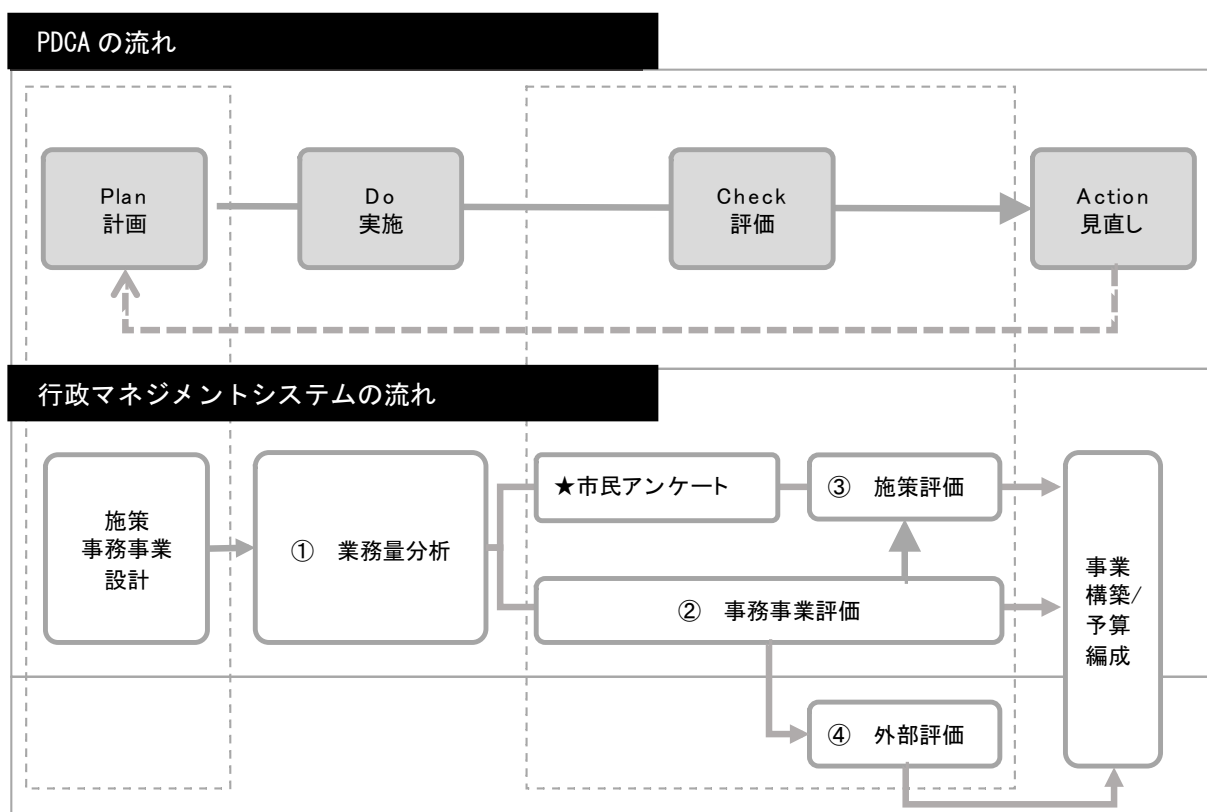 PDCA の流れ
Plan
計画
Do
実施
Check
評価
Action
見直し
行政マネジメントシステムの流れ
施策
事務事業
設計
① 業務量分析
★市民アンケート
③ 施策評価
② 事務事業評価
④ 外部評価
事業
構築/
予算
編成